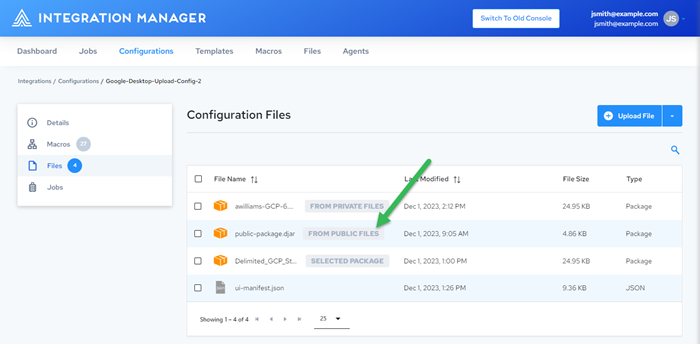 INTEGRATION MANAGER
Switch To Old Console
jsmith@example.com
jsmith@example.com
JS
Dashboard Jobs Configurations Templates Macros Files Agents
Integrations / Configurations / Google-Desktop-Upload-Config-2
Details
Macros 27
Files 4
Jobs
Configuration Files
Upload File
File Name Last Modified File Size Type
awilliams-GCP-6.... FROM PRIVATE FILES Dec 1, 2023, 2:12 PM 24.95 KB Package
public-package.djar FROM PUBLIC FILES Dec 1, 2023, 9:05 AM 4.86 KB Package
Delimited_GCP_St... SELECTED PACKAGE Dec 1, 2023, 1:00 PM 24.95 KB Package
ui-manifest.json Dec 1, 2023, 1:26 PM 9.36 KB JSON
Showing 1 – 4 of 4 25